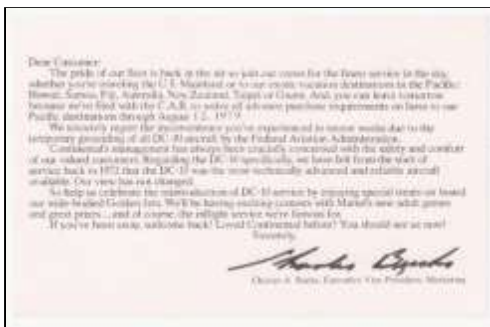 Dear Customer:
The pride of our fleet is back in the air to join our crews for the finest service in the sky,
whether you're traveling the U.S. Mainland or to our exotic vacation destinations in the Pacific:
Hawaii, Samoa, Fiji, Australia, New Zealand, Taipei or Guam. And, you can leave tomorrow
because we've filed with the C.A.B. to waive all advance purchase requirements on fares to our
Pacific destinations through August 12, 1979.
We sincerely regret the inconvenience you've experienced in recent weeks due to the
temporary grounding of all DC-10 aircraft by the Federal Aviation Administration.
Continental's management has always been crucially concerned with the safety and comfort
of our valued customers. Regarding the DC-10 specifically, we have felt from the start of
service back in 1972 that the DC-10 was the most technically advanced and reliable aircraft
available. Our view has not changed.
To help us celebrate the reintroduction of DC-10 service by enjoying special treats on board
our wide-bodied Golden Jets. We'll be having exciting contests with Mattel's new adult games
and great prizes... and of course, the inflight service we're famous for.
If you've been away, welcome back! Loved Continental before? You should see us now!
Sincerely,
Charles A. Bucks, Executive Vice President, Marketing